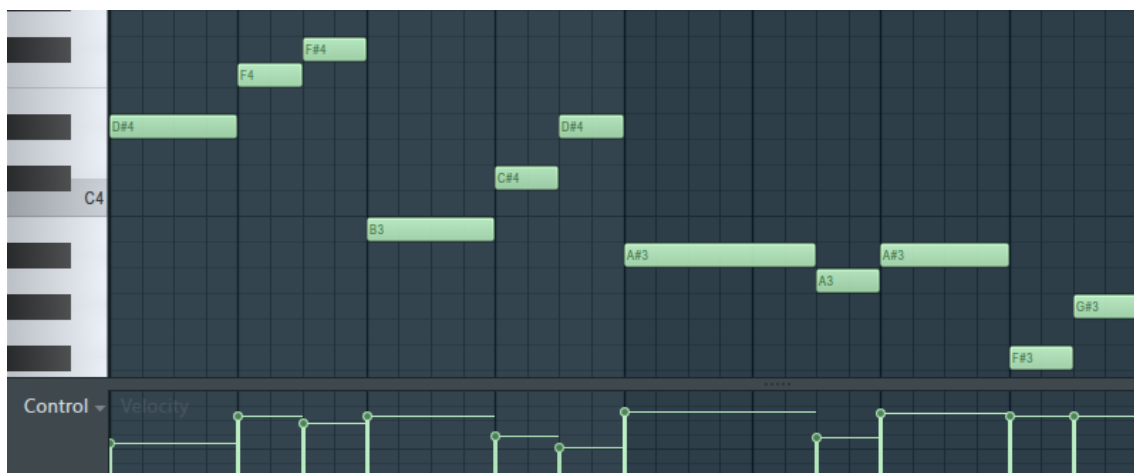 F#4
F4
D#4 D#4
C#4
C4
B3
A#3 A#3
A3
G#3
F#3
Control Velocity